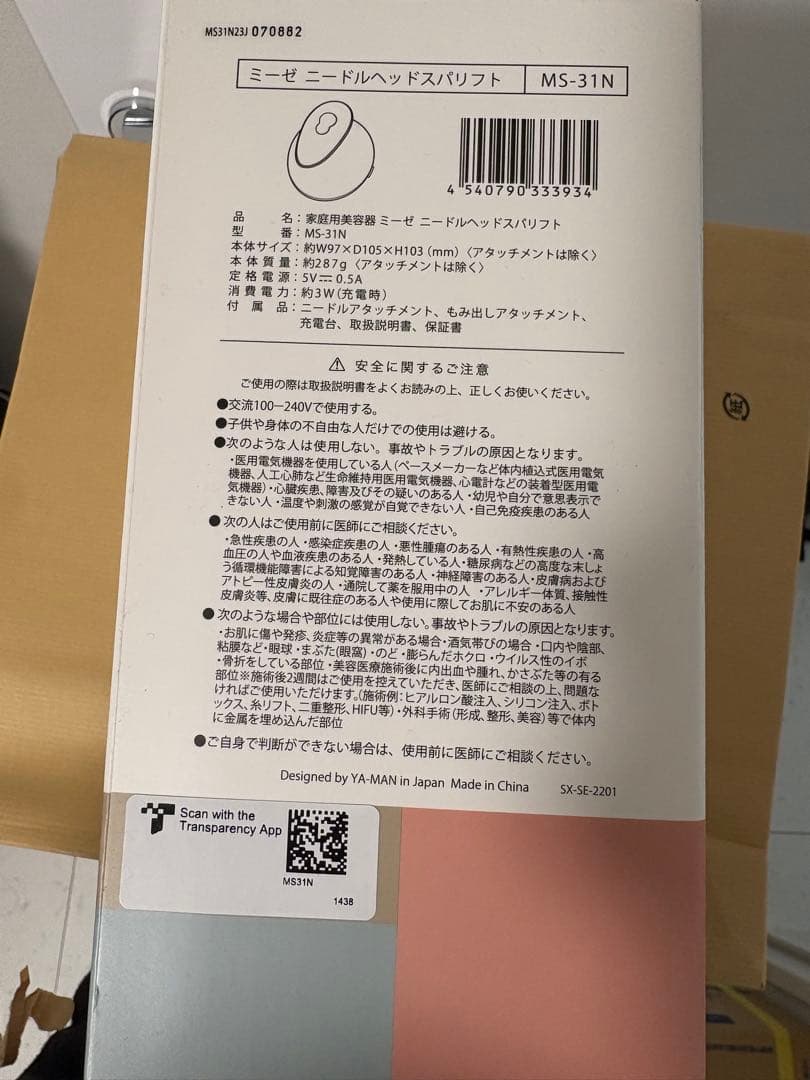 MS31N23J 070882
ミーゼ ニードルヘッドスパリフト MS-31N
4 540790 333934
品名：家庭用美容器 ミーゼ ニードルヘッドスパリフト
型番：MS-31N
本体サイズ：約W97×D105×H103（mm）〈アタッチメントは除く〉
本体質量：約287g〈アタッチメントは除く〉
定格電源：5V⎓0.5A
消費電力：約3W（充電時）
付属品：ニードルアタッチメント、もみ出しアタッチメント、
充電台、取扱説明書、保証書
⚠ 安全に関するご注意
ご使用の際は取扱説明書をよくお読みの上、正しくお使いください。
●交流100－240Vで使用する。
●子供や身体の不自由な人だけでの使用は避ける。
●次のような人は使用しない。事故やトラブルの原因となります。
・医用電気機器を使用している人（ペースメーカーなど体内植込式医用電気
機器、人工心肺など生命維持用医用電気機器、心電計などの装着型医用電
気機器）・心臓疾患、障害及びその疑いのある人・幼児や自分で意思表示で
きない人・温度や刺激の感覚が自覚できない人・自己免疫疾患のある人
●次の人はご使用前に医師にご相談ください。
・急性疾患の人・感染症疾患の人・悪性腫瘍のある人・有熱性疾患の人・高
血圧の人や血液疾患のある人・発熱している人・糖尿病などの高度な末しょ
う循環機能障害による知覚障害のある人・神経障害のある人・皮膚病および
アトピー性皮膚炎の人・通院して薬を服用中の人 ・アレルギー体質、接触性
皮膚炎等、皮膚に既往症のある人や使用に際してお肌に不安のある人
●次のような場合や部位には使用しない。事故やトラブルの原因となります。
・お肌に傷や発疹、炎症等の異常がある場合・酒気帯びの場合・口内や陰部、
粘膜など・眼球・まぶた(眼窩)・のど・膨らんだホクロ・ウイルス性のイボ
・骨折をしている部位・美容医療施術後に内出血や腫れ、かさぶた等の有る
部位※施術後2週間はご使用を控えていただき、医師にご相談の上、問題な
ければご使用いただけます。（施術例：ヒアルロン酸注入、シリコン注入、ボト
ックス、糸リフト、二重整形、HIFU等）・外科手術（形成、整形、美容）等で体内
に金属を埋め込んだ部位
●ご自身で判断ができない場合は、使用前に医師にご相談ください。
Designed by YA-MAN in Japan Made in China SX-SE-2201
Scan with the
Transparency App
MS31N
1438
紙